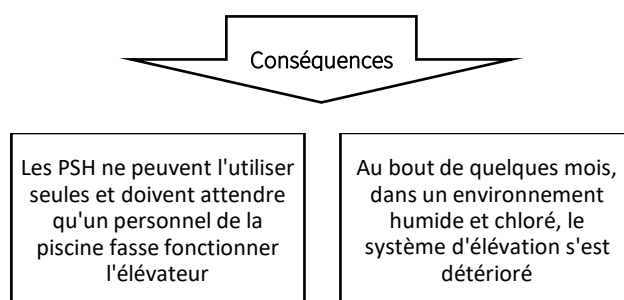 Conséquences
Les PSH ne peuvent l'utiliser
seules et doivent attendre
qu'un personnel de la
piscine fasse fonctionner
l'élévateur
Au bout de quelques mois,
dans un environnement
humide et chloré, le
système d'élévation s'est
détérioré